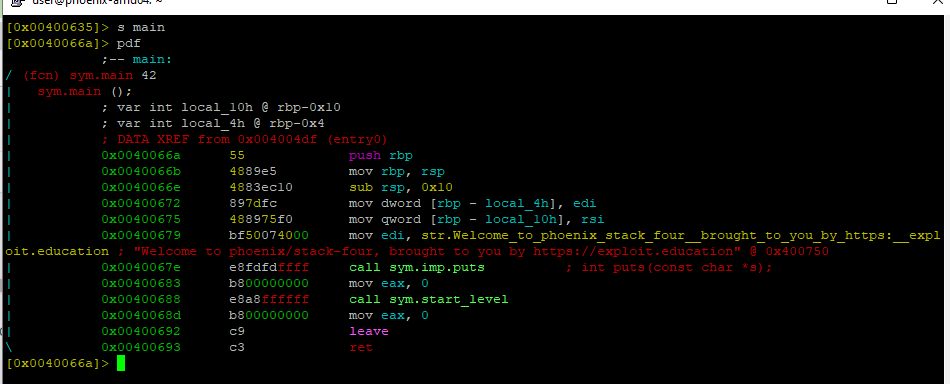 user@phoenix-amd64: ~
[0x00400635]> s main
[0x0040066a]> pdf
;-- main:
/ (fcn) sym.main 42
|   sym.main ();
|           ; var int local_10h @ rbp-0x10
|           ; var int local_4h @ rbp-0x4
|           ; DATA XREF from 0x004004df (entry0)
|           0x0040066a      55             push rbp
|           0x0040066b      4889e5         mov rbp, rsp
|           0x0040066e      4883ec10       sub rsp, 0x10
|           0x00400672      897dfc         mov dword [rbp - local_4h], edi
|           0x00400675      488975f0       mov qword [rbp - local_10h], rsi
|           0x00400679      bf50074000     mov edi, str.Welcome_to_phoenix_stack_four__brought_to_you_by_https:__expl
oit.education ; "Welcome to phoenix/stack-four, brought to you by https://exploit.education" @ 0x400750
|           0x0040067e      e8fdfdffff     call sym.imp.puts          ; int puts(const char *s);
|           0x00400683      b800000000     mov eax, 0
|           0x00400688      e8a8ffffff     call sym.start_level
|           0x0040068d      b800000000     mov eax, 0
|           0x00400692      c9             leave
\           0x00400693      c3             ret
[0x0040066a]>